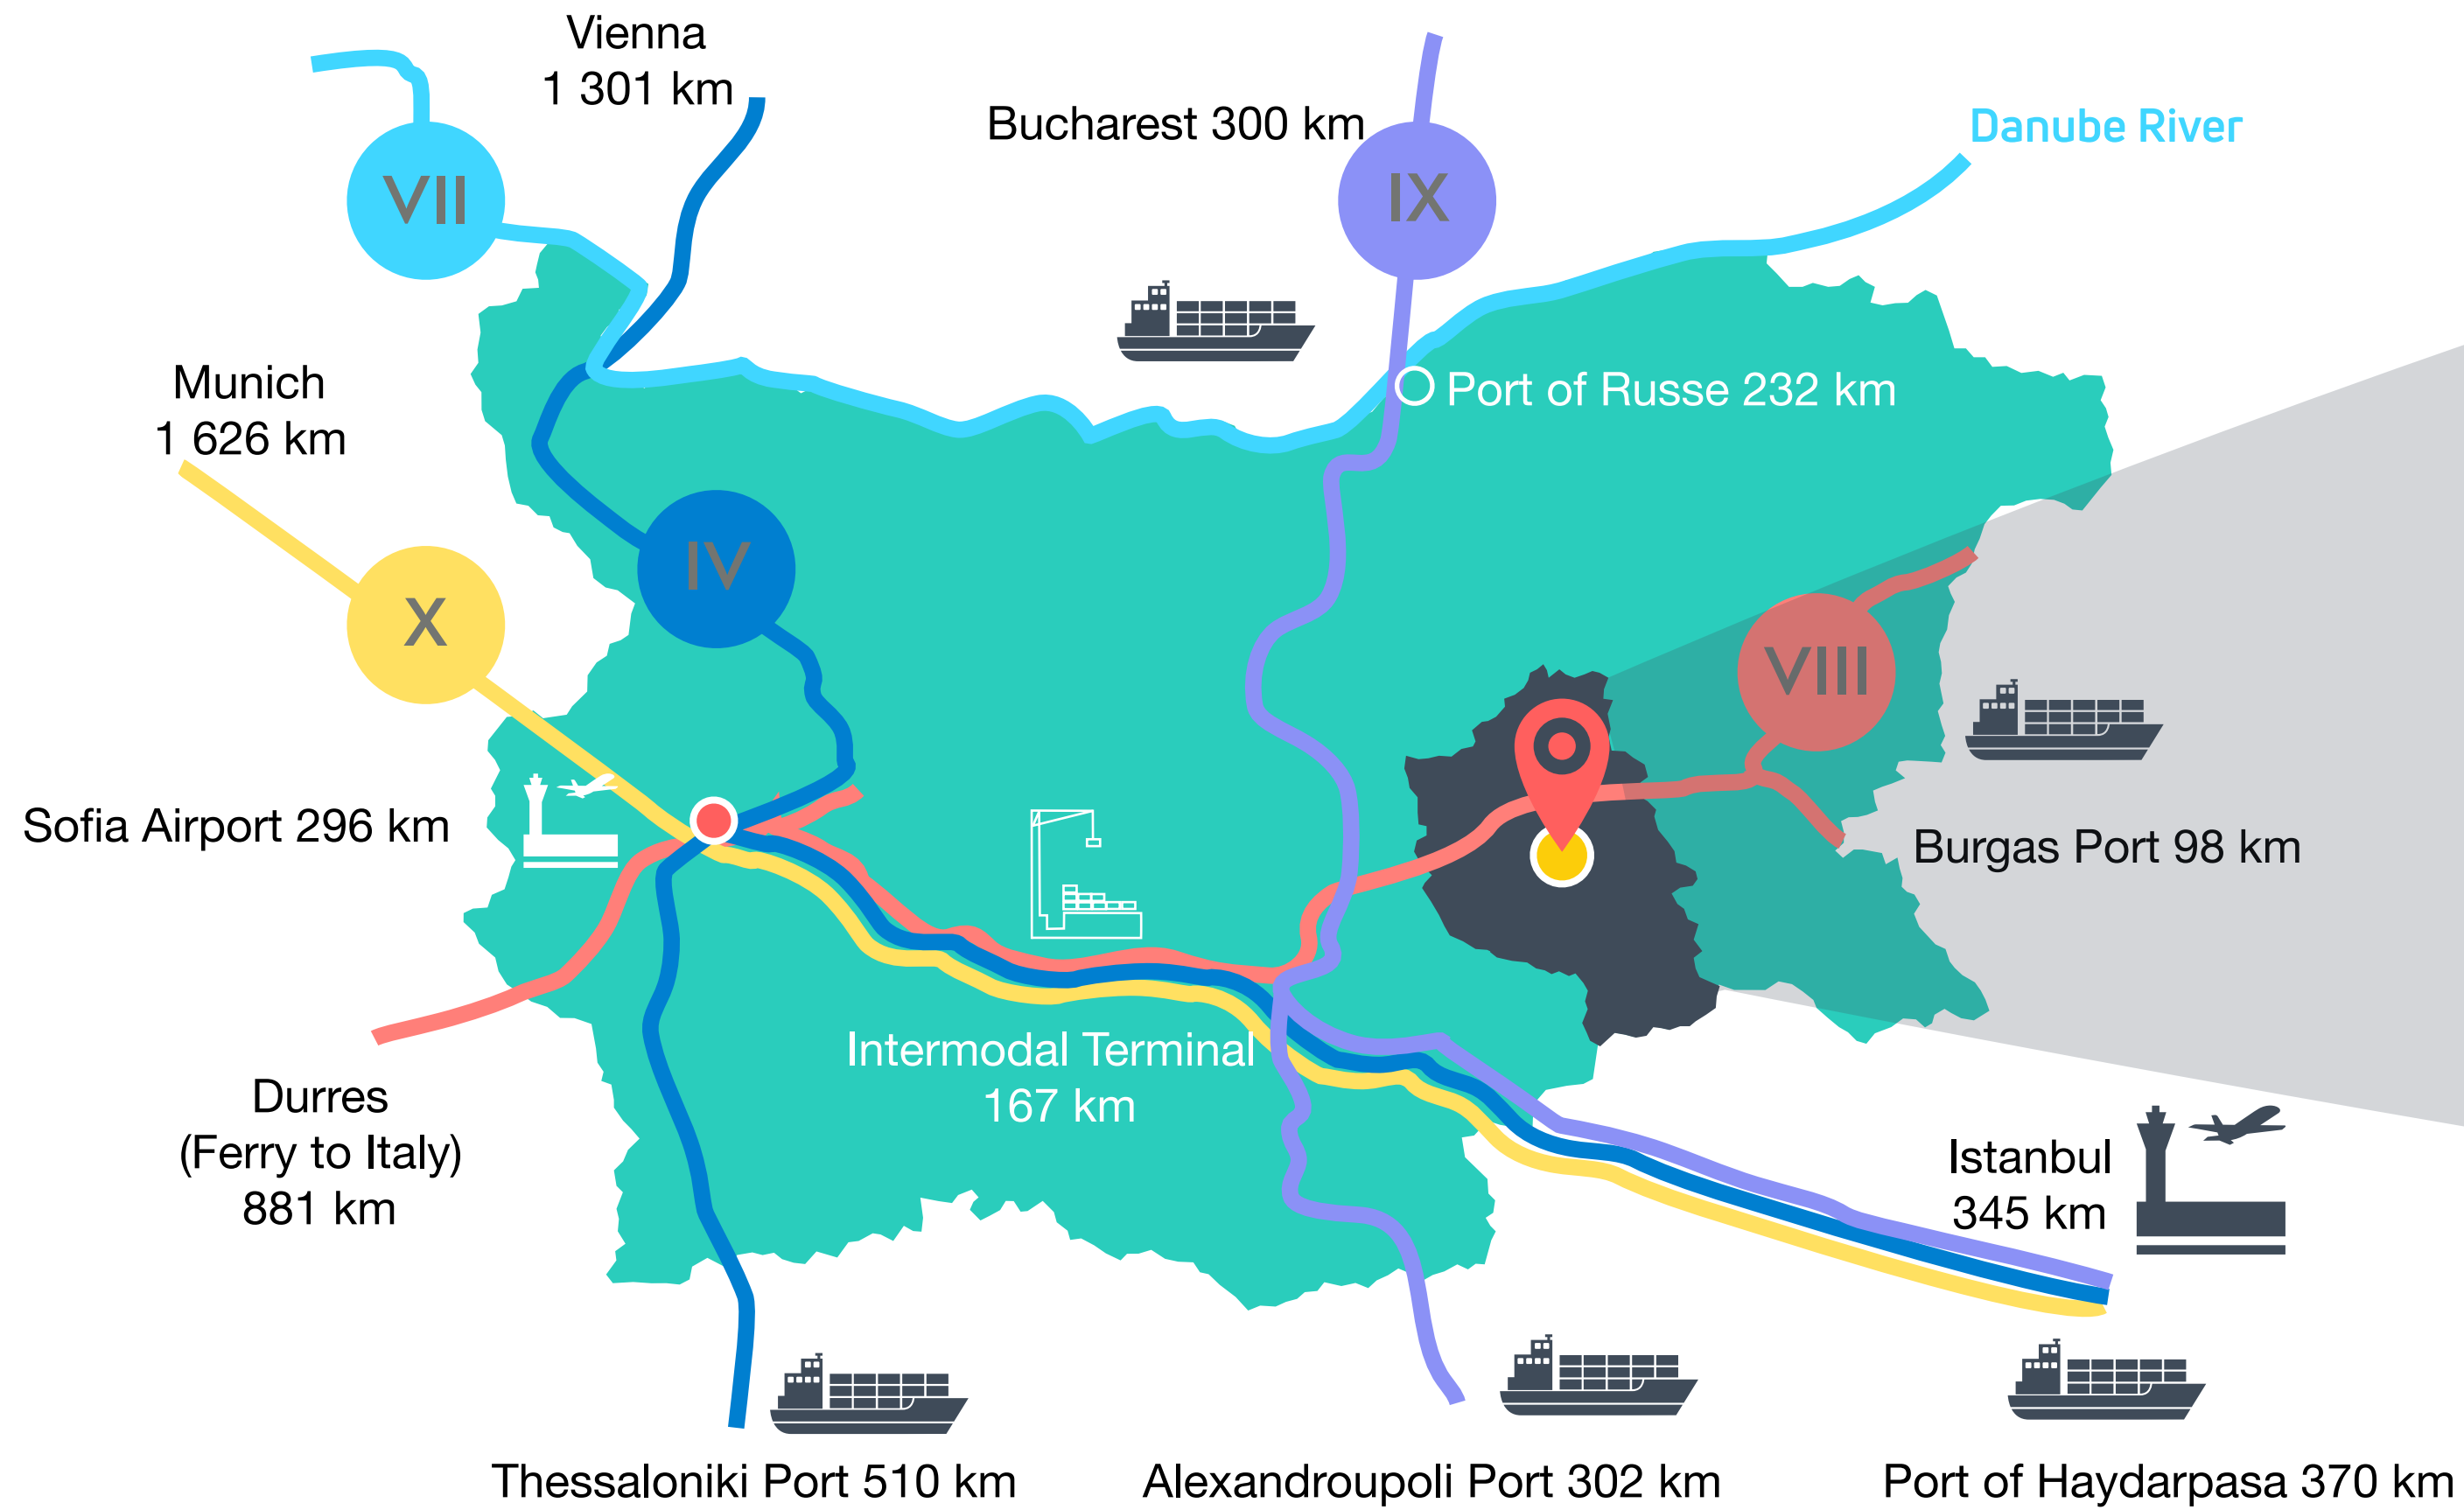 Vienna
1 301 km
Bucharest 300 km
Danube River
VII
IX
Munich
1 626 km
Port of Russe 232 km
IV
X
VIII
Sofia Airport 296 km
Burgas Port 98 km
Intermodal Terminal
167 km
Durres
(Ferry to Italy)
881 km
Istanbul
345 km
Thessaloniki Port 510 km
Alexandroupoli Port 302 km
Port of Haydarpasa 370 km